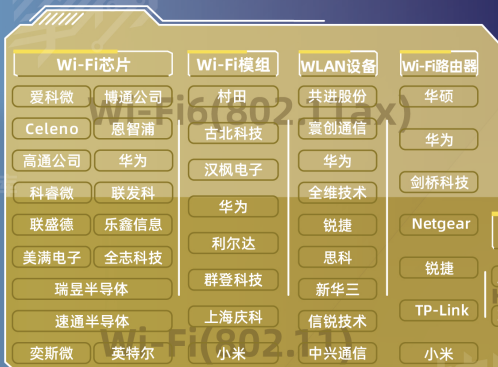 Wi-Fi芯片 Wi-Fi模组 WLAN设备 Wi-Fi路由器
爱科微 博通公司 村田 共进股份 华硕
Wi-Fi6(802.11ax)
Celeno 恩智浦 古北科技 寰创通信 华为
高通公司 华为 汉枫电子 华为 剑桥科技
科睿微 联发科 华为 全维技术 Netgear
联盛德 乐鑫信息 利尔达 锐捷 锐捷
美满电子 全志科技 群登科技 思科 TP-Link
瑞昱半导体 上海庆科 新华三 小米
速通半导体 小米 信锐技术
Wi-Fi(802.11)
奕斯微 英特尔 中兴通信